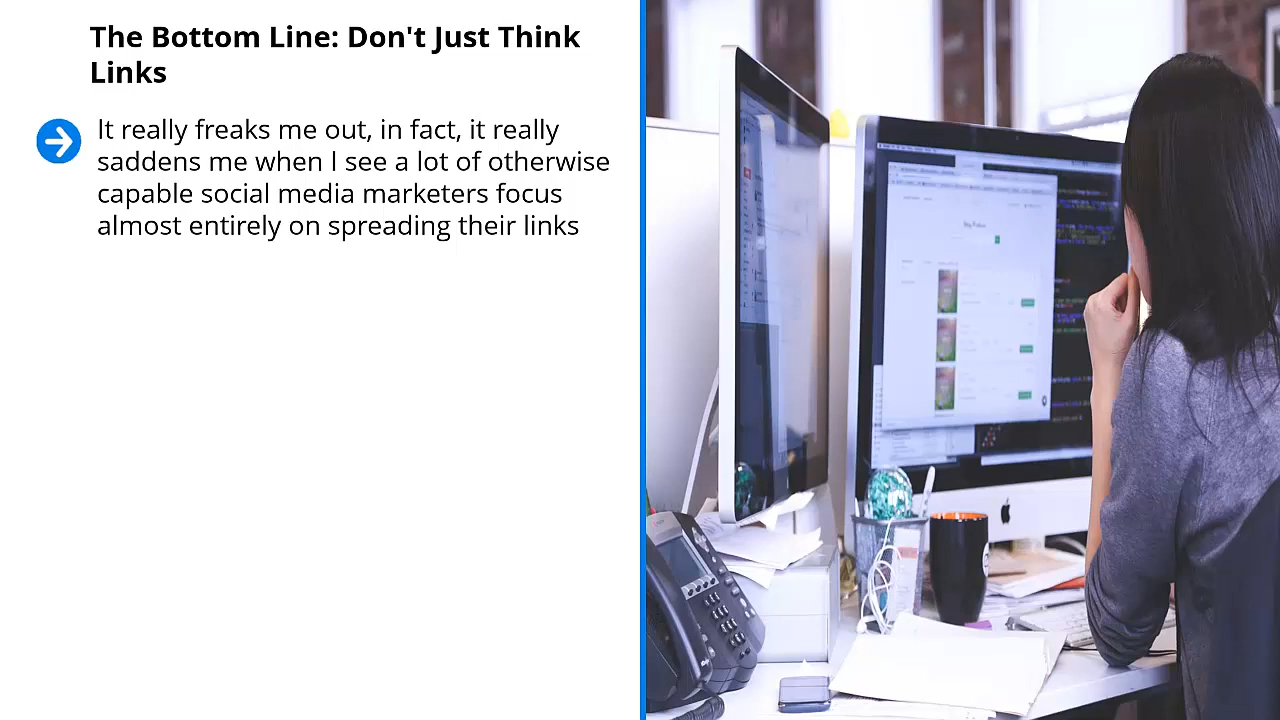 The Bottom Line: Don't Just Think
Links
It really freaks me out, in fact, it really
saddens me when I see a lot of otherwise
capable social media marketers focus
almost entirely on spreading their links